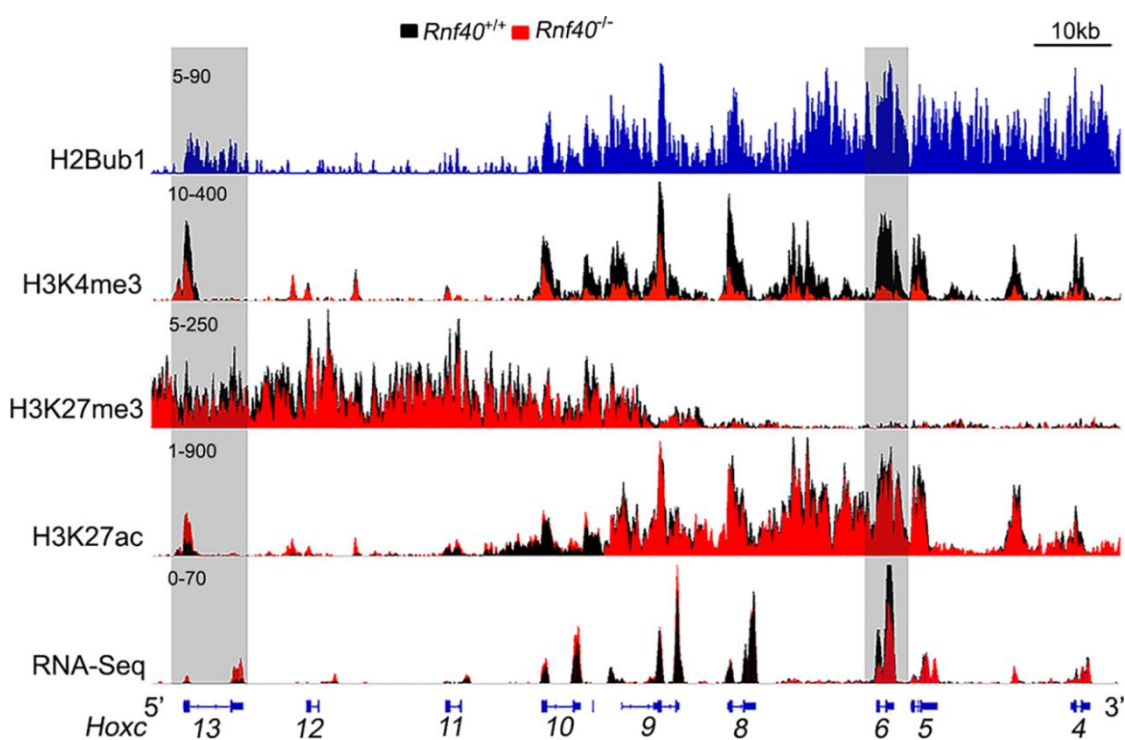 Rnf40+/+ Rnf40-/-
10kb
5-90
H2Bub1
10-400
H3K4me3
5-250
H3K27me3
1-900
H3K27ac
0-70
RNA-Seq
5’ 3’
Hoxc 13 12 11 10 9 8 6 5 4